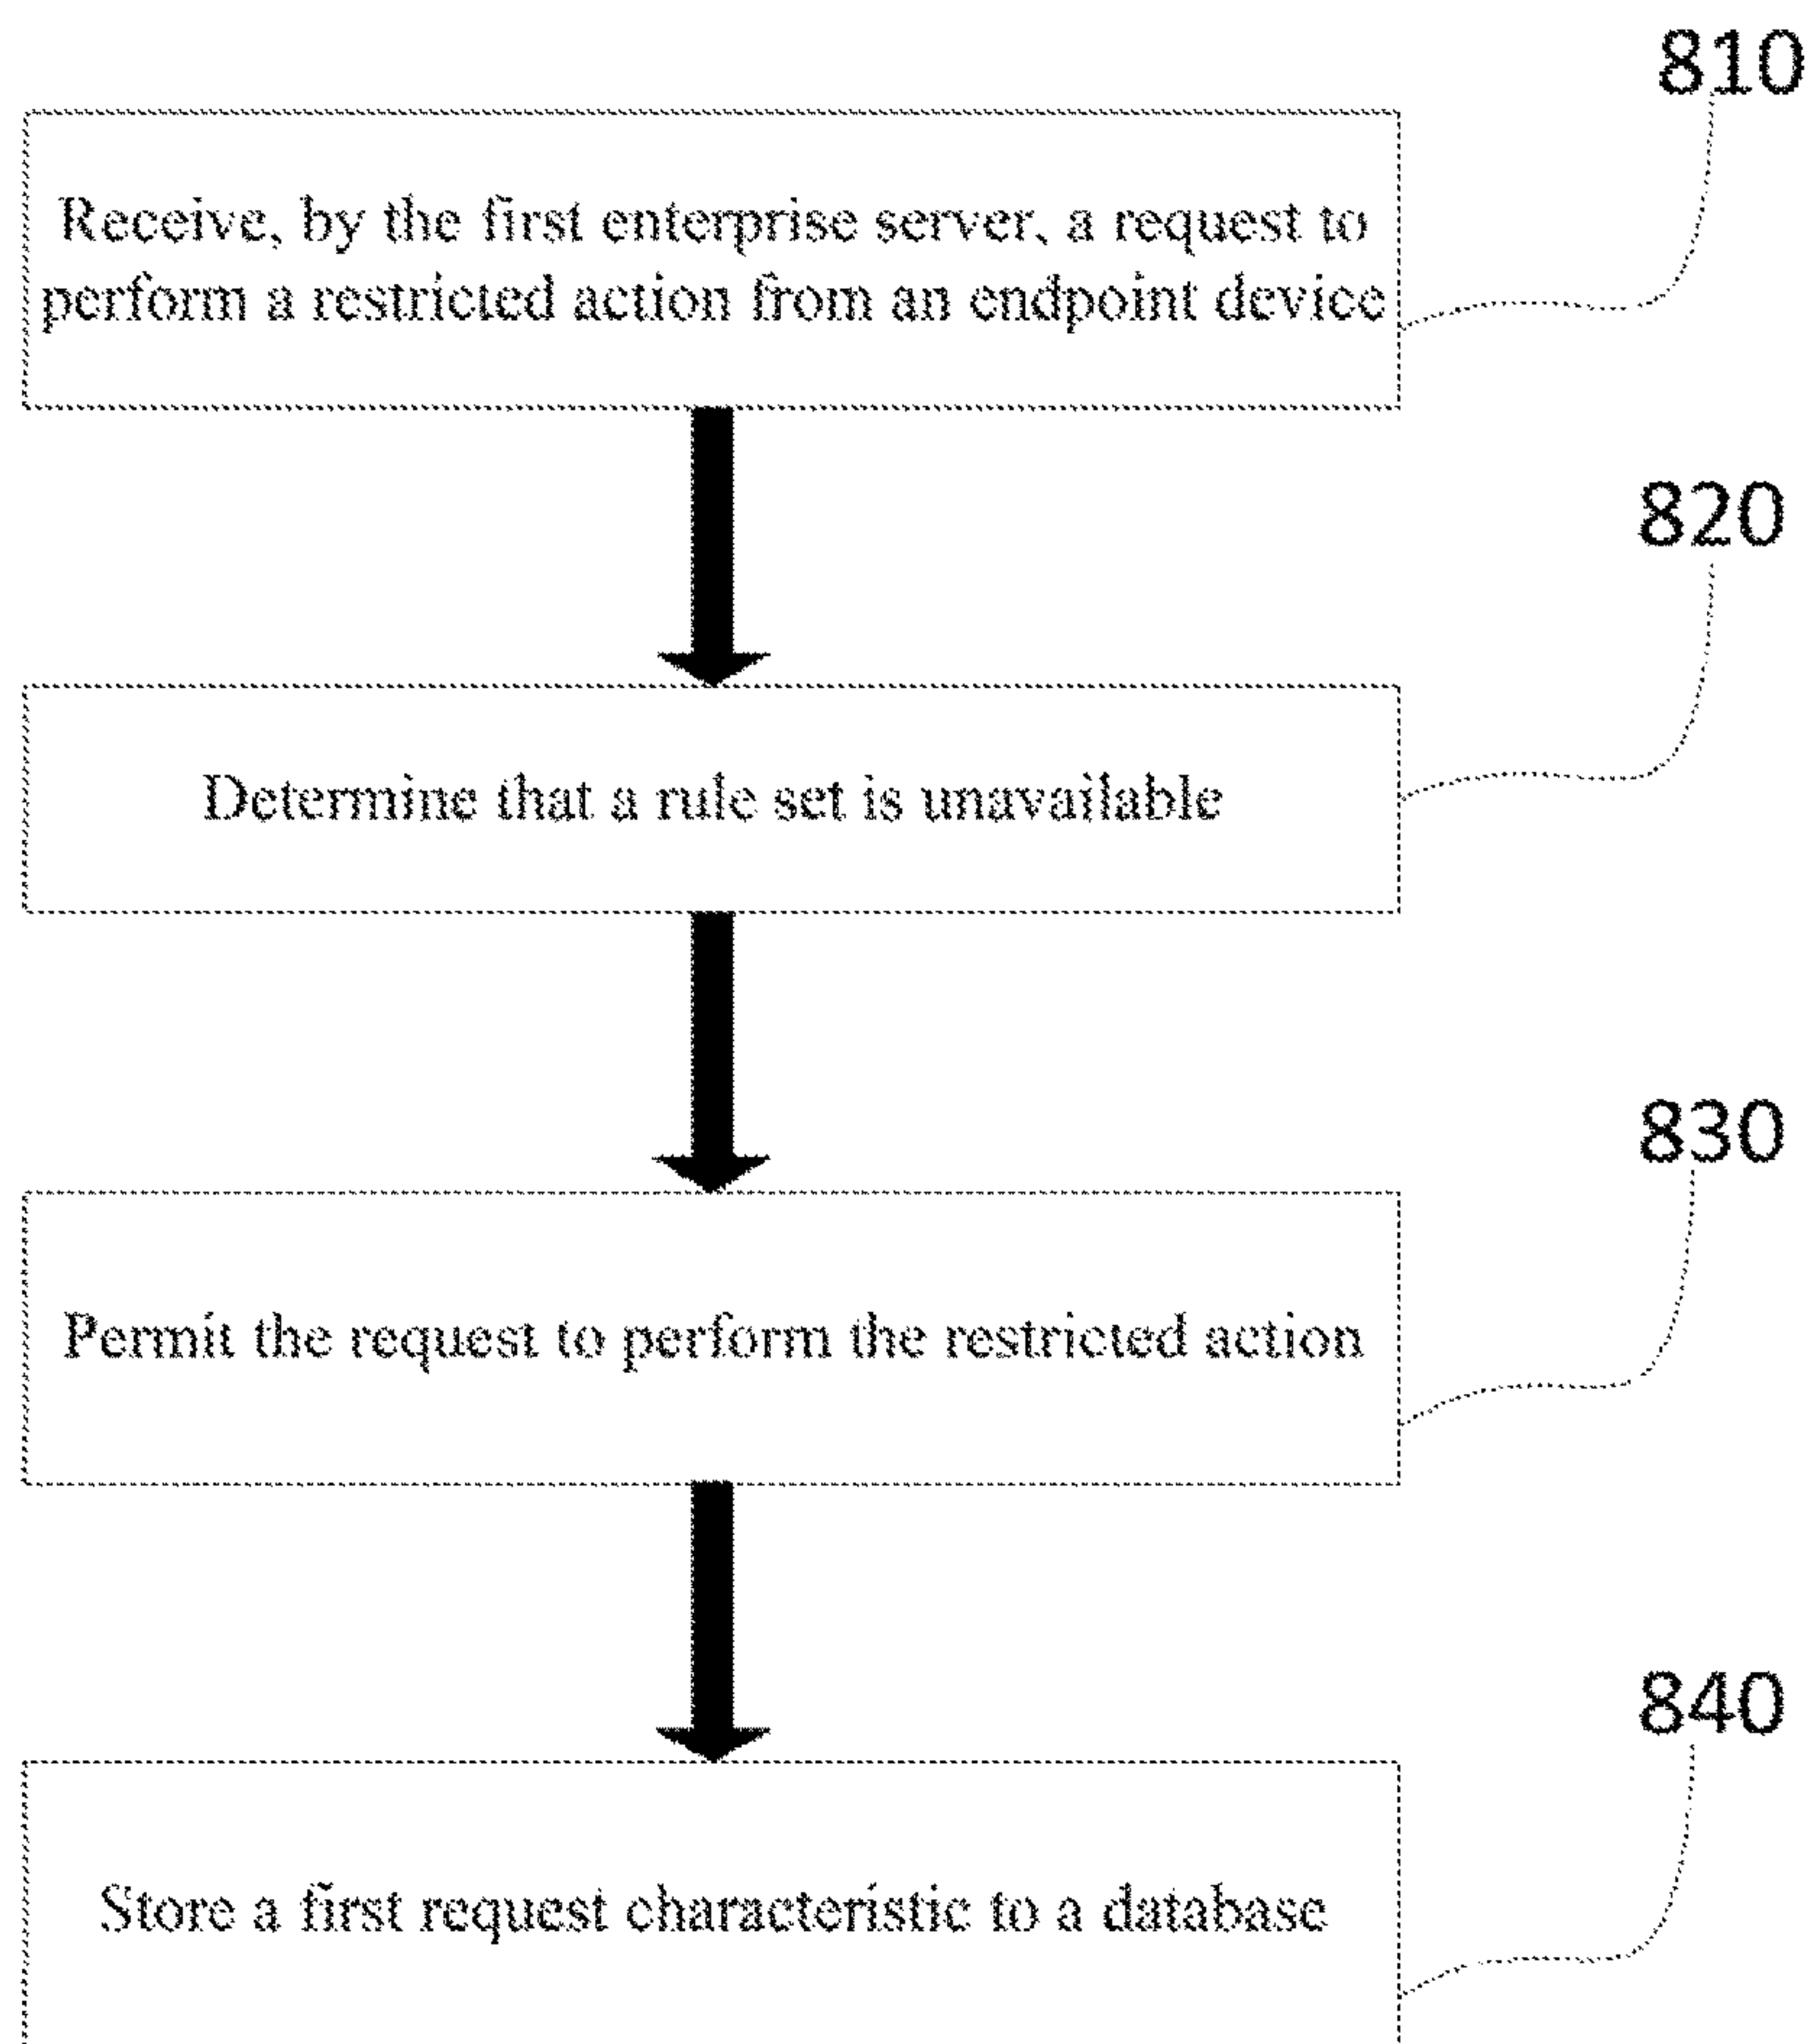 810
Receive, by the first enterprise server, a request to
perform a restricted action from an endpoint device
820
Determine that a rule set is unavailable
830
Permit the request to perform the restricted action
840
Store a first request characteristic to a database